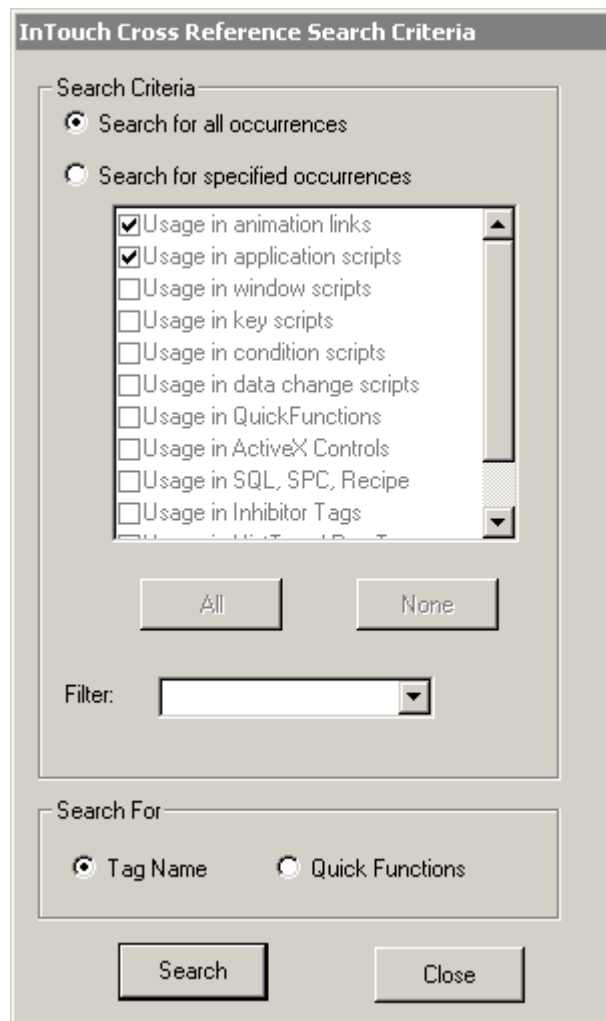 InTouch Cross Reference Search Criteria
Search Criteria
Search for all occurrences
Search for specified occurrences
Usage in animation links
Usage in application scripts
Usage in window scripts
Usage in key scripts
Usage in condition scripts
Usage in data change scripts
Usage in QuickFunctions
Usage in ActiveX Controls
Usage in SQL, SPC, Recipe
Usage in Inhibitor Tags
All None
Filter:
Search For
Tag Name Quick Functions
Search Close